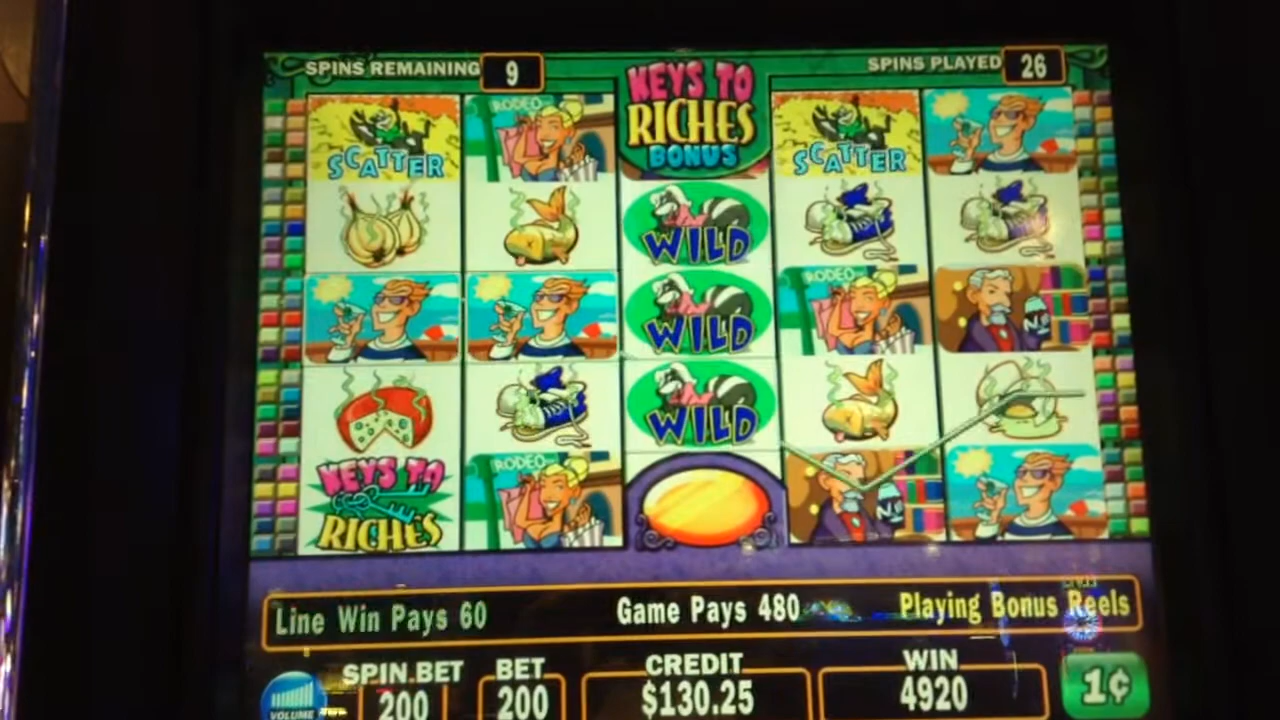 SPINS REMAINING 9
SPINS PLAYED 26
KEYS TO
RICHES
BONUS
RODEO
SCATTER
SCATTER
WILD
WILD
RODEO
WILD
KEYS TO
RICHES
RODEO
Line Win Pays 60
Game Pays 480
Playing Bonus Reels
SPIN BET
BET
CREDIT
WIN
200
200
$130.25
4920
1¢
VOLUME